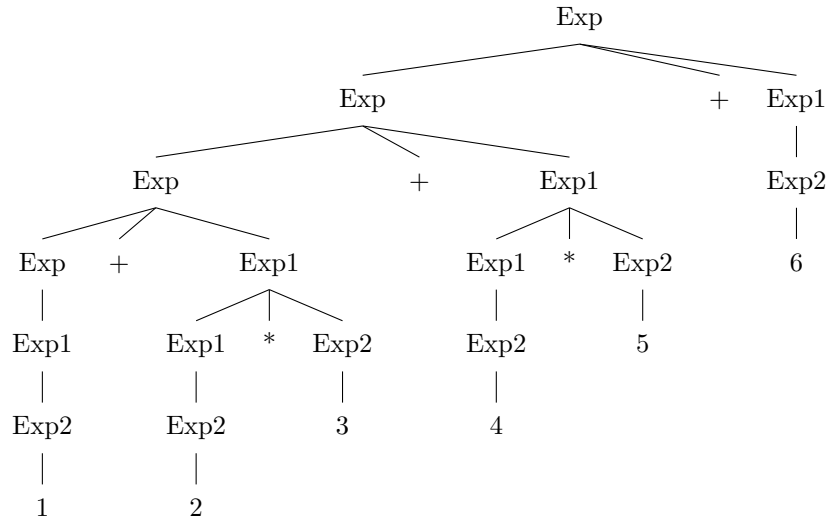 Exp
Exp + Exp1
Exp + Exp1 Exp2
Exp + Exp1 Exp1 * Exp2 6
Exp1 Exp1 * Exp2 Exp2 5
Exp2 Exp2 3 4
1 2